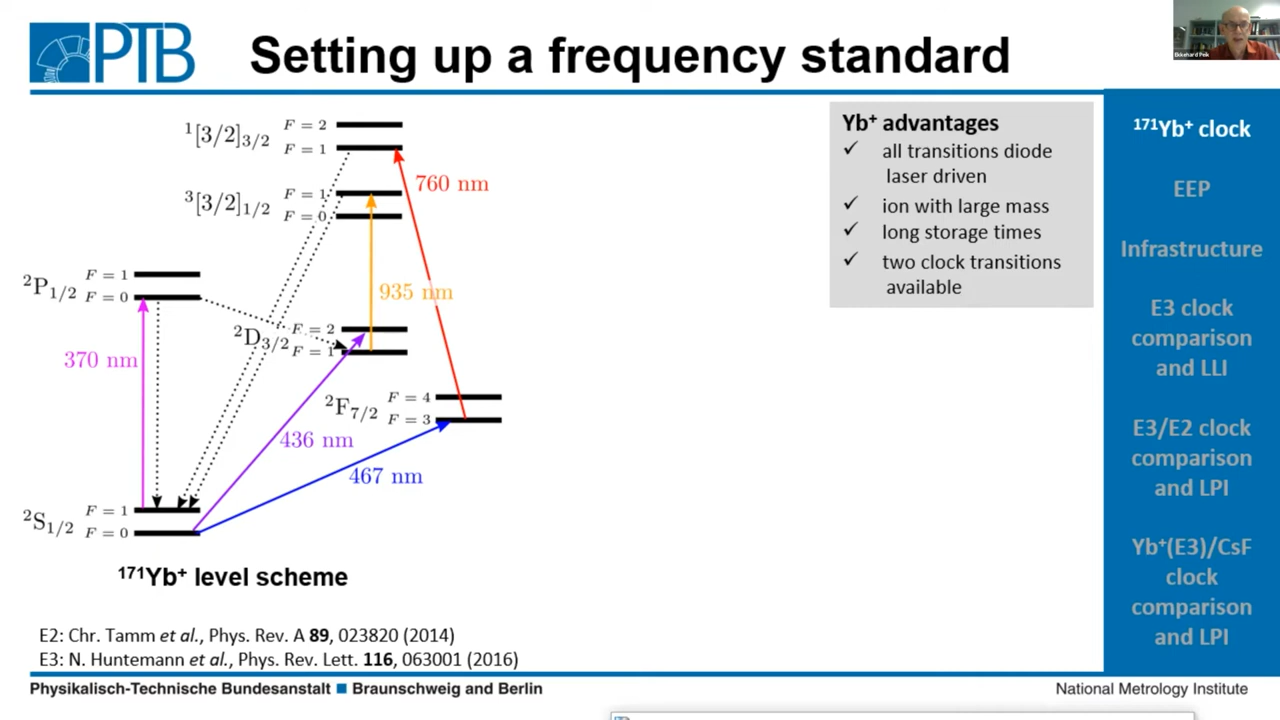 PTB
Setting up a frequency standard
Ekkehard Peik
¹[3/2]₃/₂
F = 2
F = 1
760 nm
³[3/2]₁/₂
F = 1
F = 0
935 nm
²P₁/₂
F = 1
F = 0
370 nm
²D₃/₂
F = 2
F = 1
²F₇/₂
F = 4
F = 3
436 nm
467 nm
²S₁/₂
F = 1
F = 0
¹⁷¹Yb⁺ level scheme
Yb⁺ advantages
✓ all transitions diode
laser driven
✓ ion with large mass
✓ long storage times
✓ two clock transitions
available
¹⁷¹Yb⁺ clock
EEP
Infrastructure
E3 clock
comparison
and LLI
E3/E2 clock
comparison
and LPI
Yb⁺(E3)/CsF
clock
comparison
and LPI
E2: Chr. Tamm et al., Phys. Rev. A 89, 023820 (2014)
E3: N. Huntemann et al., Phys. Rev. Lett. 116, 063001 (2016)
Physikalisch-Technische Bundesanstalt ■ Braunschweig and Berlin
National Metrology Institute